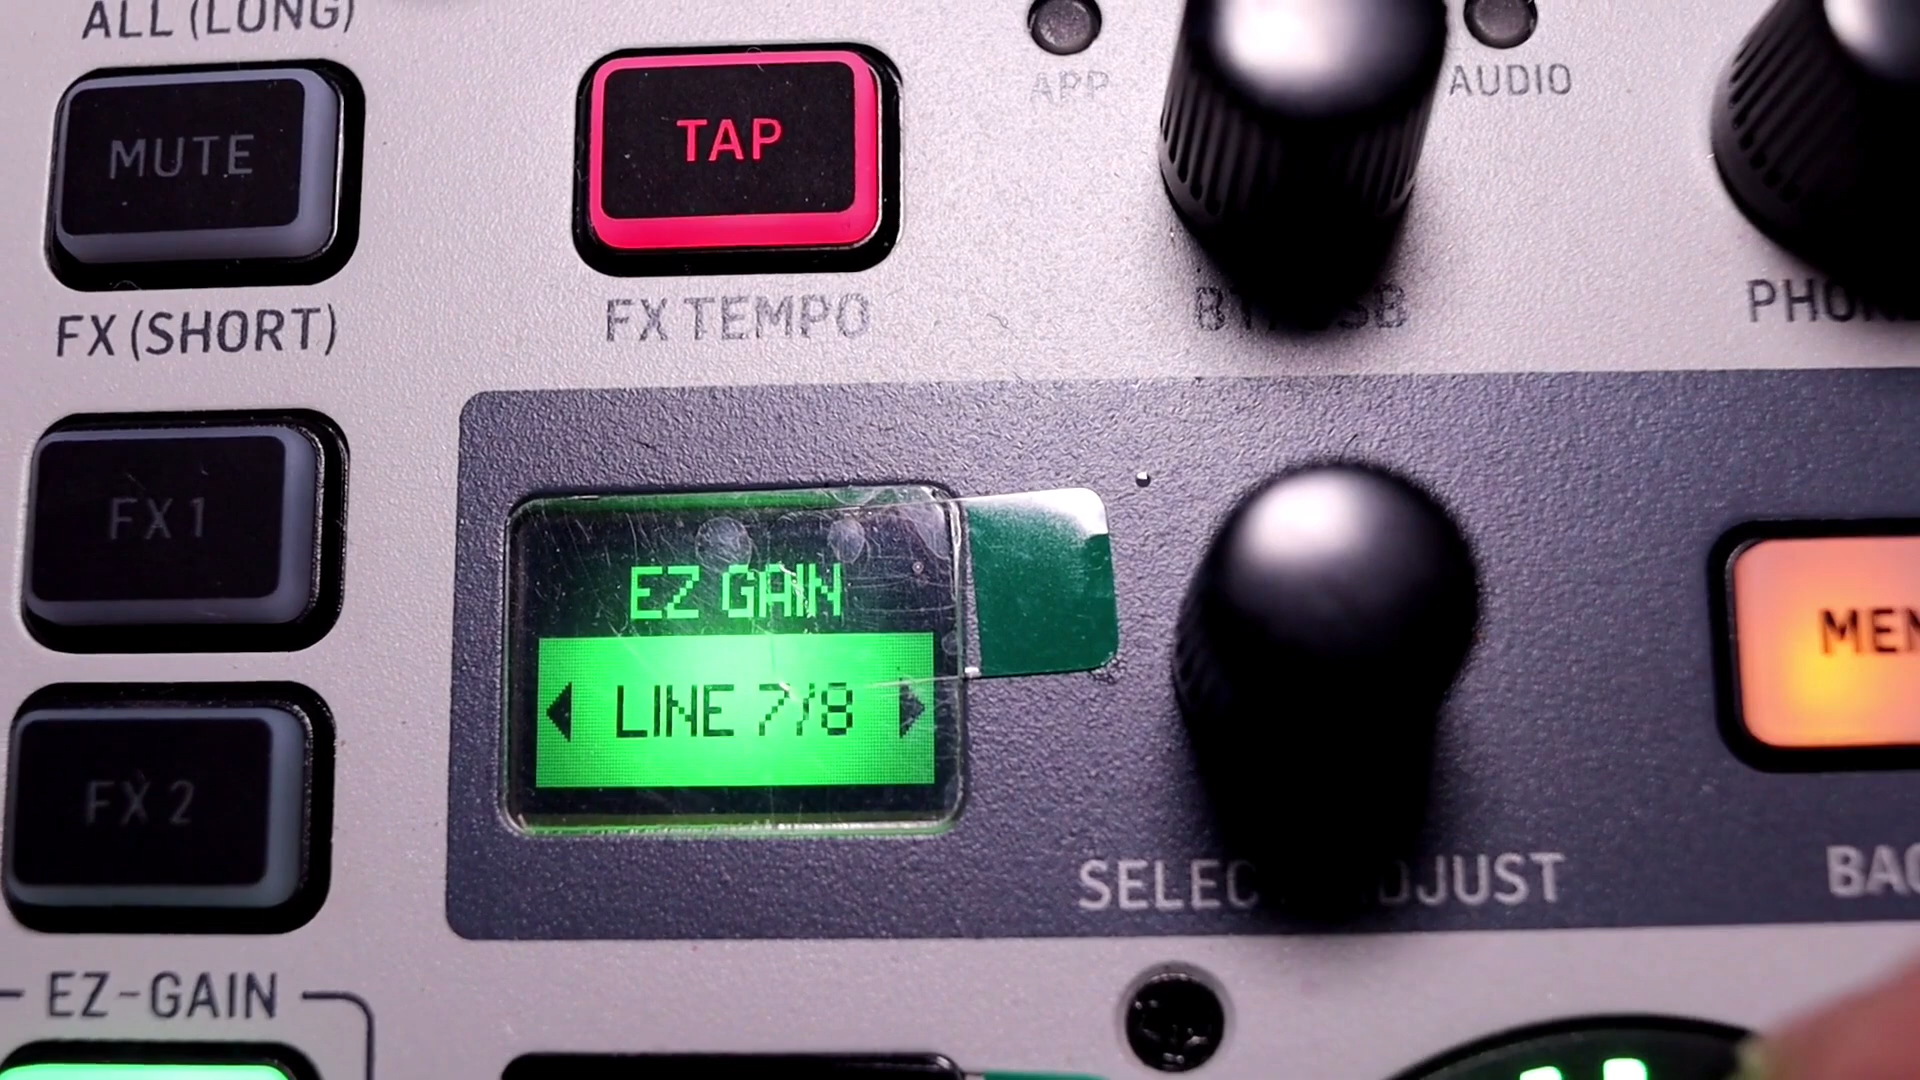 ALL (LONG)
MUTE
TAP
APP
AUDIO
FX (SHORT)
FX TEMPO
FX 1
EZ GAIN
LINE 7/8
FX 2
EZ-GAIN